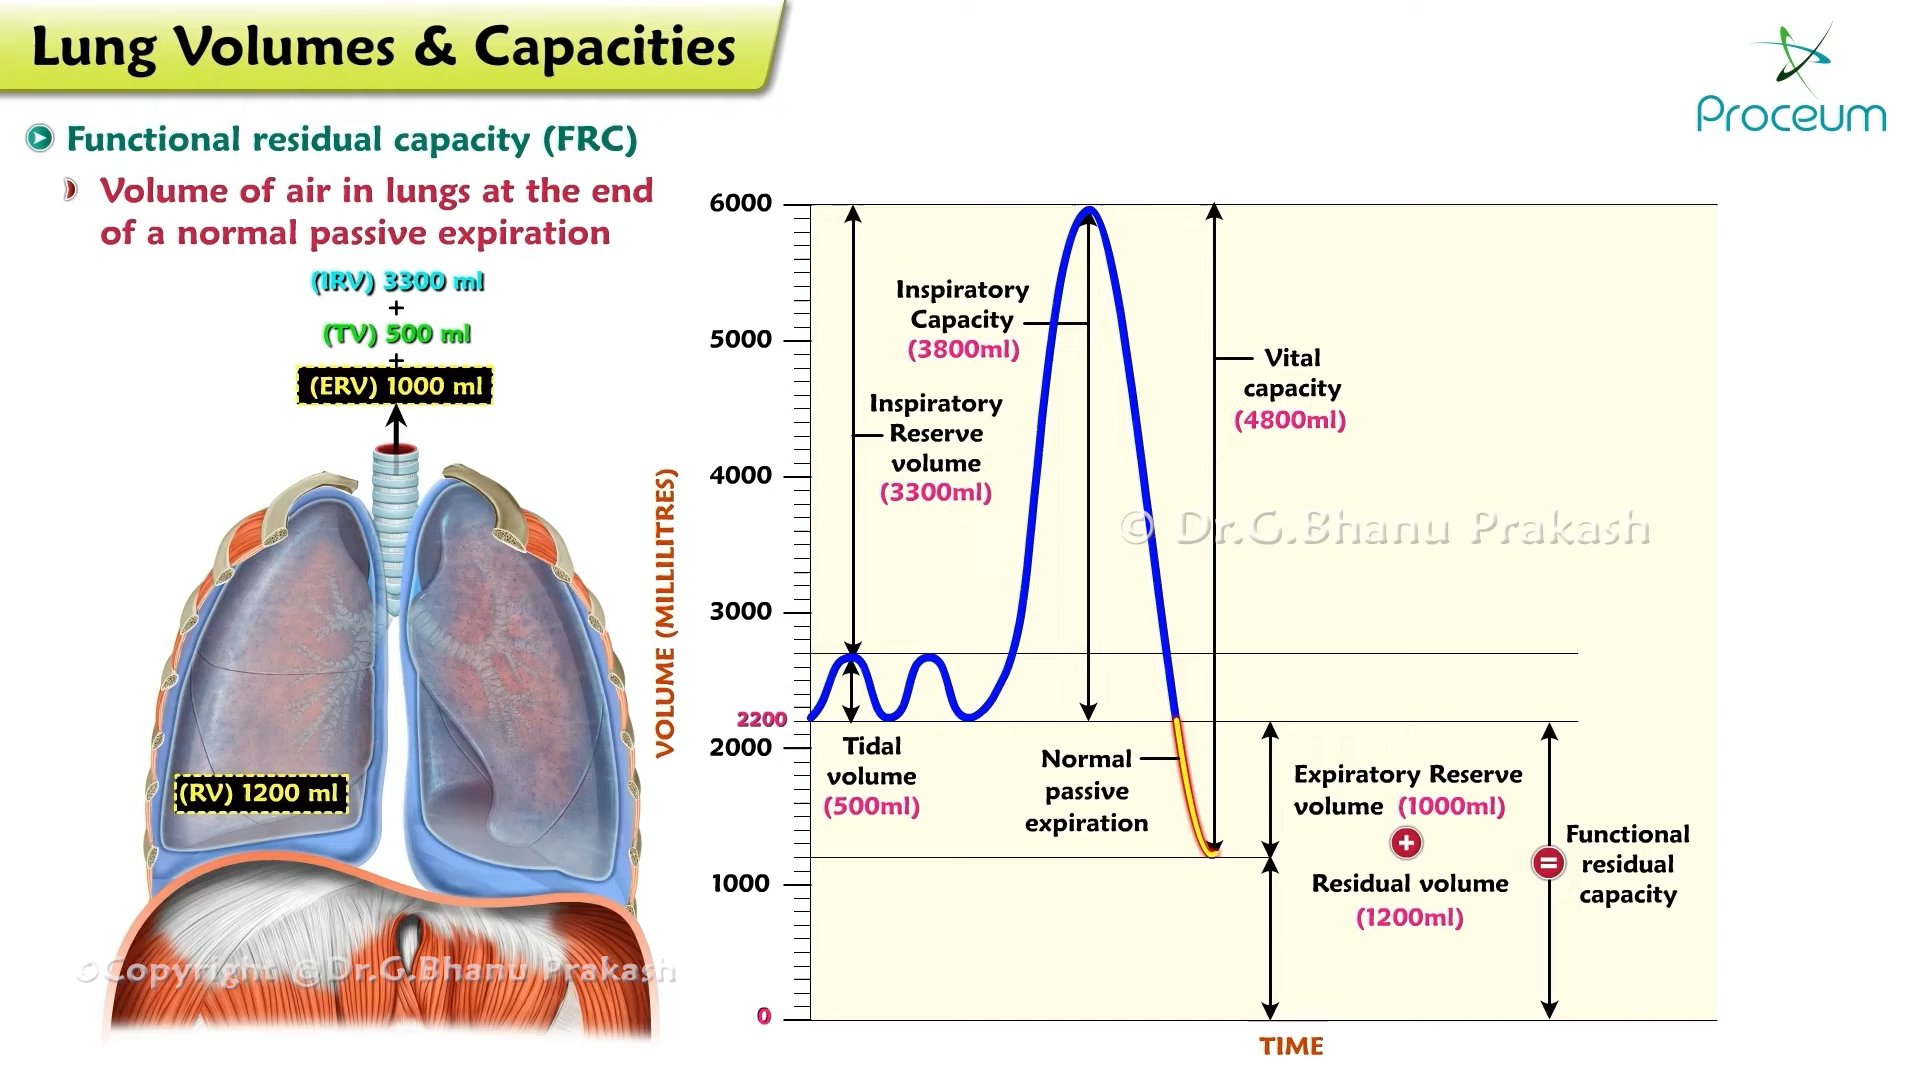 Lung Volumes & Capacities
Proceum
Functional residual capacity (FRC)
Volume of air in lungs at the end
of a normal passive expiration
(IRV) 3300 ml
+
(TV) 500 ml
+
(ERV) 1000 ml
(RV) 1200 ml
©Copyright ©Dr.G.Bhanu Prakash
VOLUME (MILLILITRES)
6000
5000
4000
3000
2200
2000
1000
0
Inspiratory
Capacity
(3800ml)
Inspiratory
Reserve
volume
(3300ml)
Vital
capacity
(4800ml)
© Dr.G.Bhanu Prakash
Tidal
volume
(500ml)
Normal
passive
expiration
Expiratory Reserve
volume (1000ml)
+
Residual volume
(1200ml)
=
Functional
residual
capacity
TIME